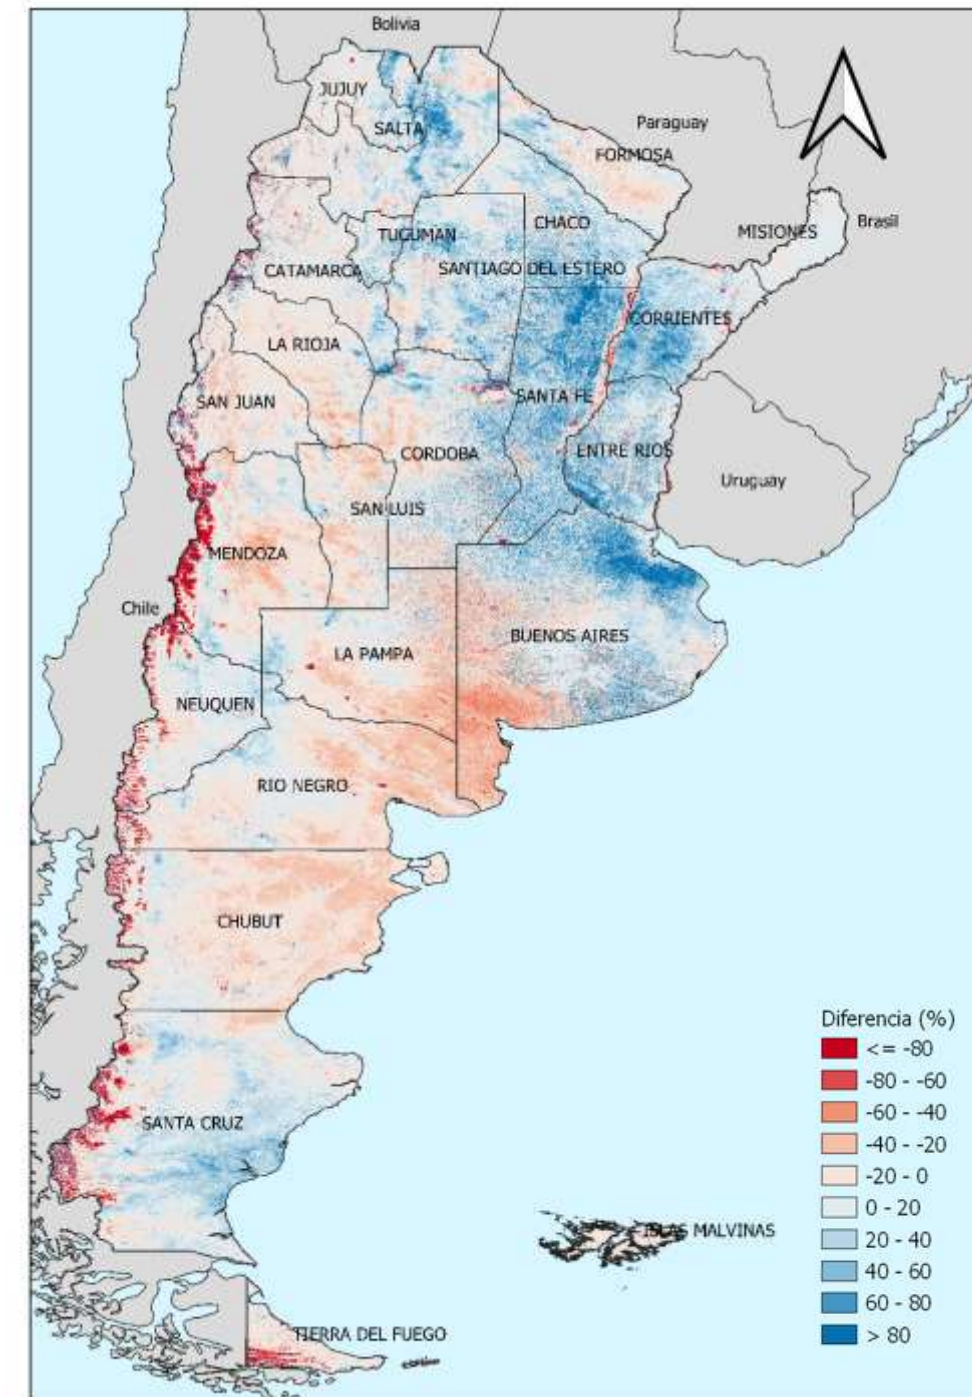 Bolivia
JUJUY
SALTA
Paraguay
FORMOSA
CHACO
MISIONES
Brasil
TUCUMAN
SANTIAGO DEL ESTERO
CATAMARCA
CORRIENTES
LA RIOJA
SAN JUAN
SANTA FE
CORDOBA
ENTRE RIOS
Uruguay
SAN LUIS
MENDOZA
Chile
BUENOS AIRES
LA PAMPA
NEUQUEN
RIO NEGRO
CHUBUT
SANTA CRUZ
ISLAS MALVINAS
TIERRA DEL FUEGO
Diferencia (%)
<= -80
-80 - -60
-60 - -40
-40 - -20
-20 - 0
0 - 20
20 - 40
40 - 60
60 - 80
> 80